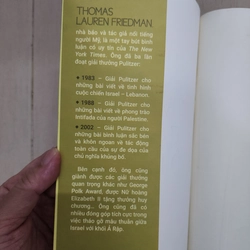 THOMAS
LAUREN FRIEDMAN
nhà báo và tác giả nổi tiếng
người Mỹ, là một tay bút bình
luận có uy tín của The New
york Times. Ông đã ba lần
đoạt giải thưởng Pulitzer:
★ 1983 – Giải Pulitzer cho
những bài viết về tình hình
cuộc chiến Israel – Lebanon.
★ 1988 – Giải Pulitzer cho
những bài viết về phong trào
Intifada của người Palestine.
★ 2002 – Giải Pulitzer cho
những bài bình luận sắc bén
và khôn ngoan về tác động
toàn cầu của sự đe dọa của
chủ nghĩa khủng bố.
Bên cạnh đó, ông cũng
giành được các giải thưởng
quan trọng khác như George
Polk Award, được Nữ hoàng
Elizabeth II tặng thưởng huy
chương... Ông cũng đã có
nhiều đóng góp tích cực trong
việc tháo gỡ mâu thuẫn giữa
Israel với khối Ả Rập.